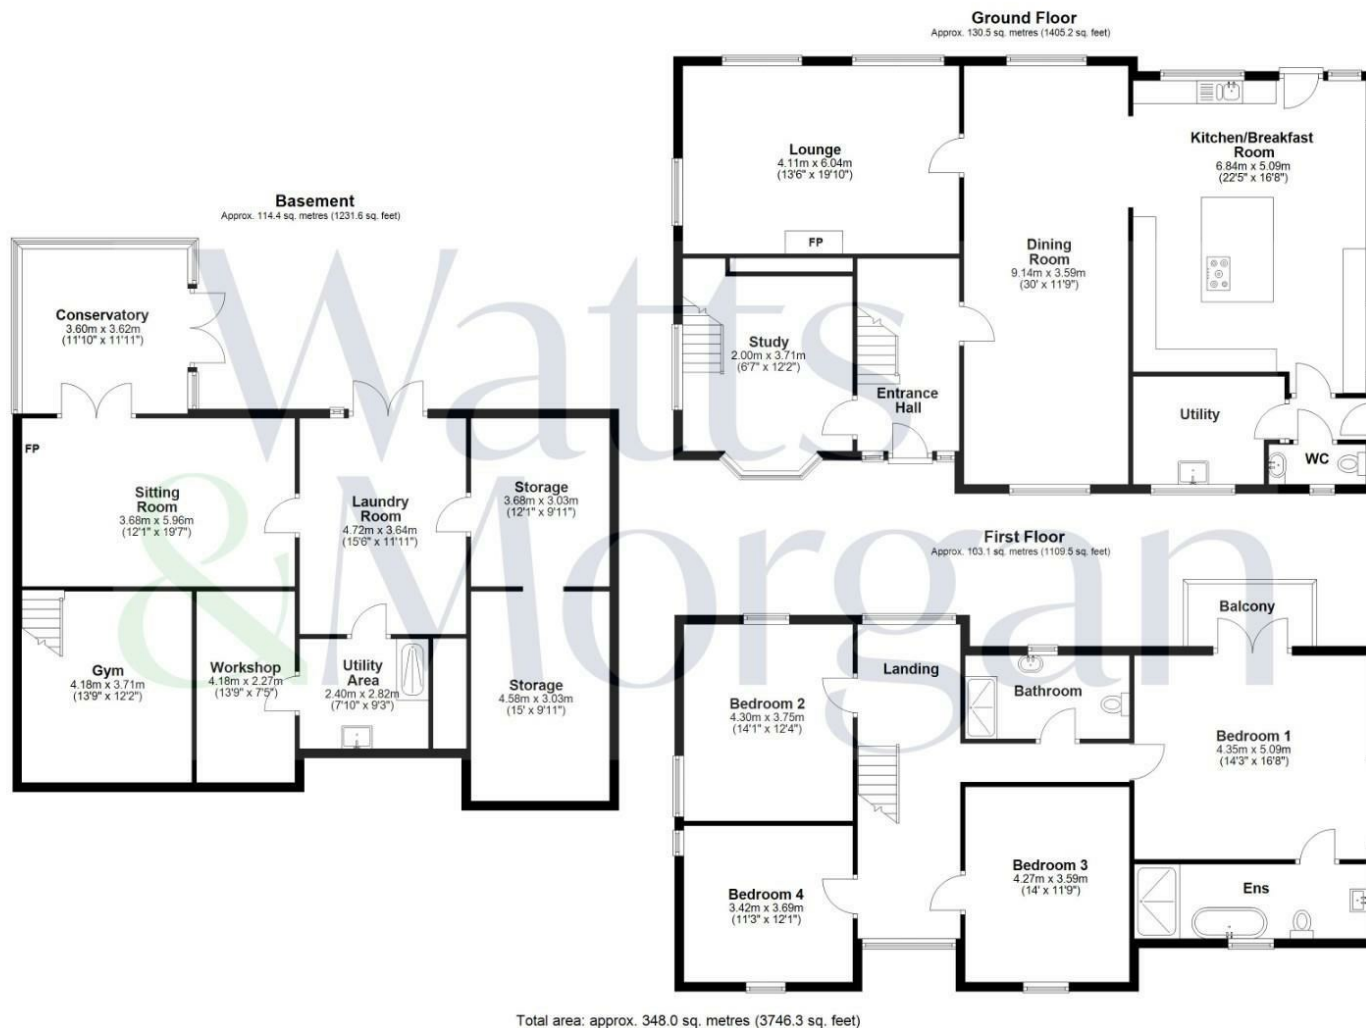 Ground Floor
Approx. 130.5 sq. metres (1405.2 sq. feet)
Lounge
4.11m x 6.04m
(13'6" x 19'10")
FP
Dining
Room
9.14m x 3.59m
(30' x 11'9")
Kitchen/Breakfast
Room
6.84m x 5.09m
(22'5" x 16'8")
Study
2.00m x 3.71m
(6'7" x 12'2")
Entrance
Hall
Utility
WC
Basement
Approx. 114.4 sq. metres (1231.6 sq. feet)
Conservatory
3.60m x 3.62m
(11'10" x 11'11")
FP
Sitting
Room
3.68m x 5.96m
(12'1" x 19'7")
Laundry
Room
4.72m x 3.64m
(15'6" x 11'11")
Storage
3.68m x 3.03m
(12'1" x 9'11")
Gym
4.18m x 3.71m
(13'9" x 12'2")
Workshop
4.18m x 2.27m
(13'9" x 7'5")
Utility
Area
2.40m x 2.82m
(7'10" x 9'3")
Storage
4.58m x 3.03m
(15' x 9'11")
First Floor
Approx. 103.1 sq. metres (1109.5 sq. feet)
Balcony
Landing
Bathroom
Bedroom 2
4.30m x 3.75m
(14'1" x 12'4")
Bedroom 1
4.35m x 5.09m
(14'3" x 16'8")
Bedroom 3
4.27m x 3.59m
(14' x 11'9")
Bedroom 4
3.42m x 3.69m
(11'3" x 12'1")
Ens
Total area: approx. 348.0 sq. metres (3746.3 sq. feet)
Watts
&Morgan